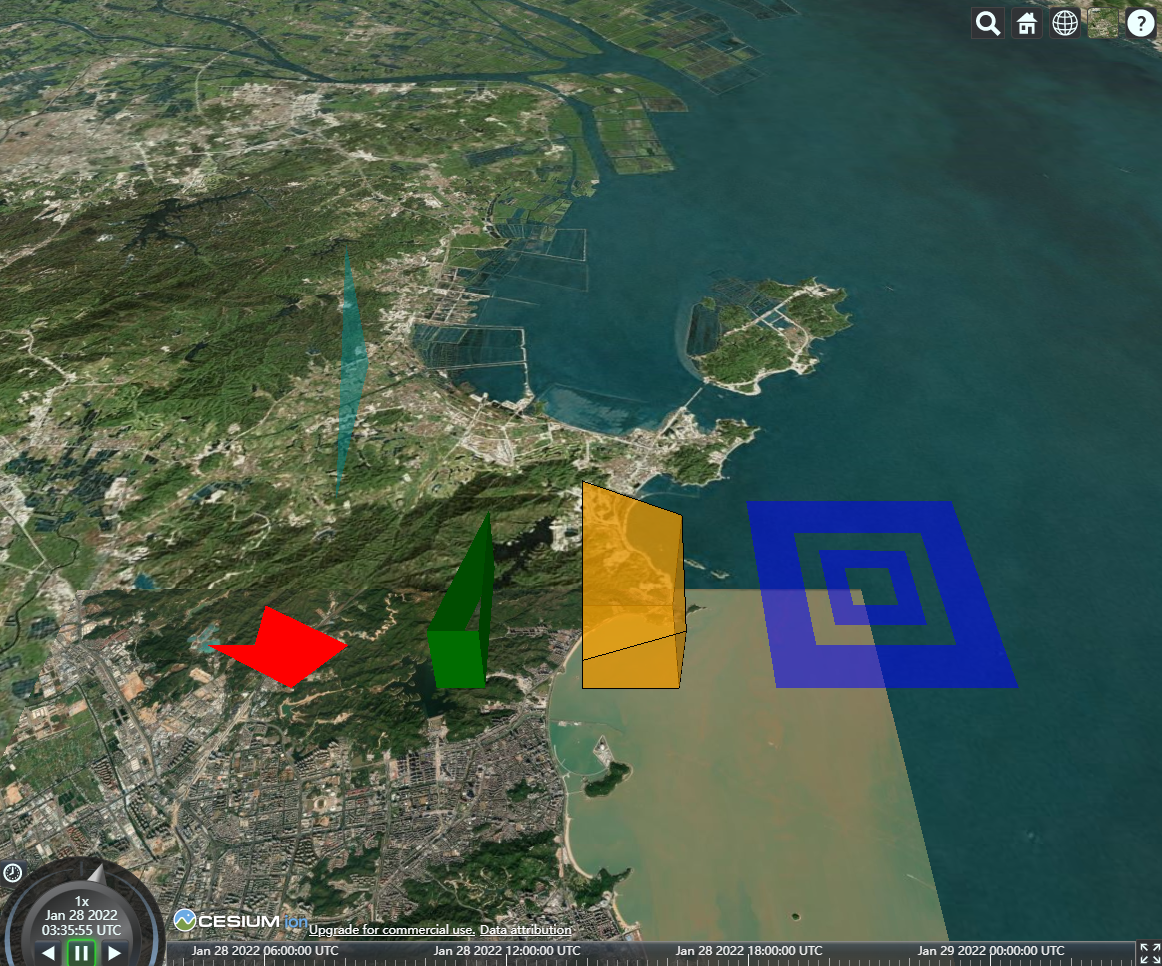 ?
1x
Jan 28 2022
03:35:55 UTC
CESIUM ion
Upgrade for commercial use. Data attribution
Jan 28 2022 06:00:00 UTC
Jan 28 2022 12:00:00 UTC
Jan 28 2022 18:00:00 UTC
Jan 29 2022 00:00:00 UTC